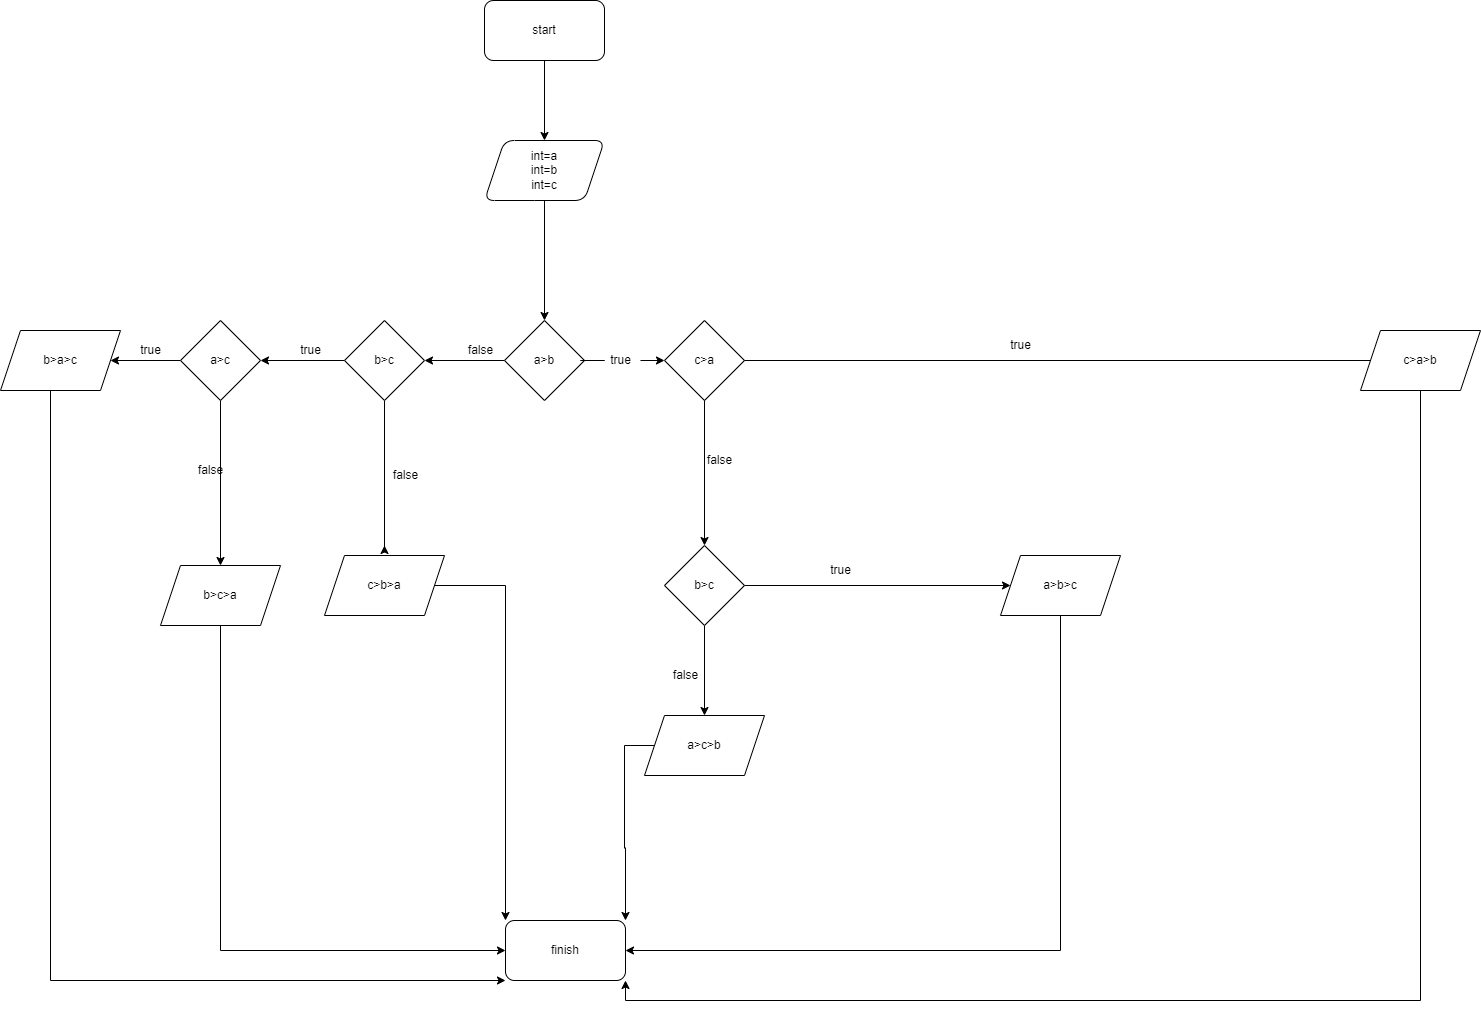 start
int=a
int=b
int=c
b>a>c
true
a>c
true
b>c
false
a>b
true
c>a
true
c>a>b
false
false
false
b>c>a
c>b>a
b>c
true
a>b>c
false
a>c>b
finish